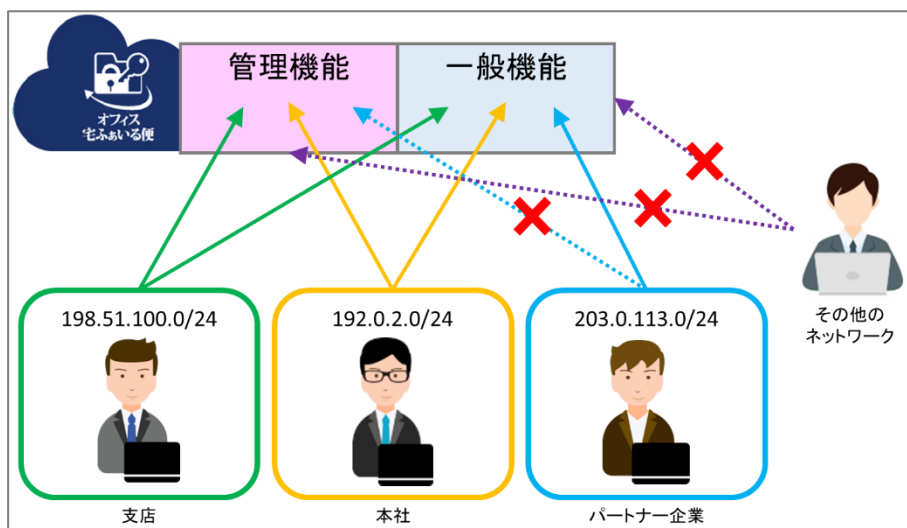 管理機能
一般機能
オフィス
宅ふぁいる便
198.51.100.0/24
192.0.2.0/24
203.0.113.0/24
その他の
ネットワーク
支店
本社
パートナー企業